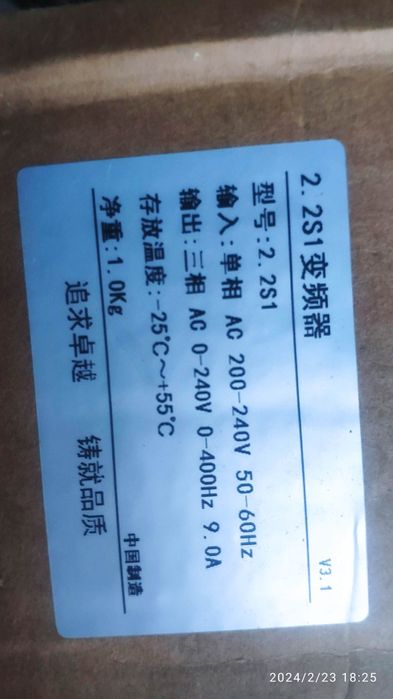 2.2S1变频器
V3.1
型号:2.2S1
输入:单相 AC 200-240V 50-60Hz
输出:三相 AC 0-240V 0-400Hz 9.0A
存放温度:-25℃～+55℃
净重:1.0Kg
中国制造
追求卓越 铸就品质
2024/2/23 18:25